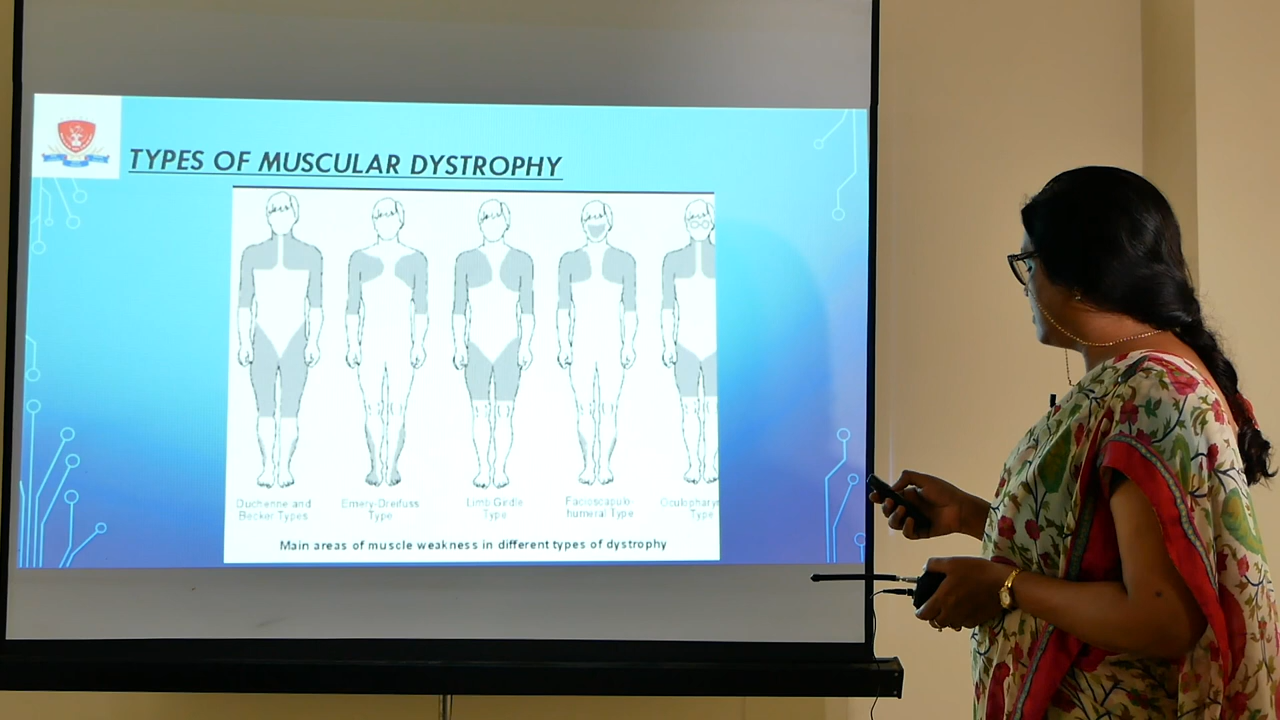 TYPES OF MUSCULAR DYSTROPHY
Duchenne and
Becker Types
Emery-Dreifuss
Type
Limb-Girdle
Type
Facioscapulo-
humeral Type
Oculophary
Type
Main areas of muscle weakness in different types of dystrophy